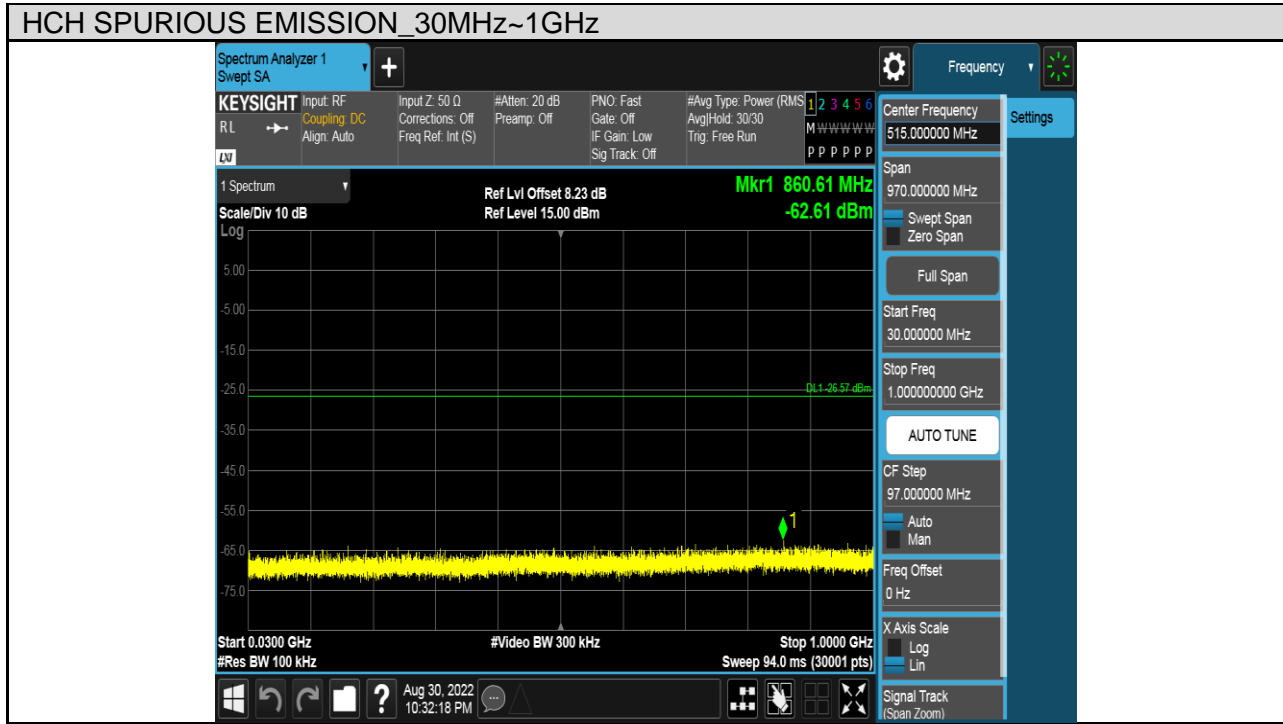 HCH SPURIOUS EMISSION_30MHz~1GHz
Spectrum Analyzer 1
Swept SA
+
Frequency
KEYSIGHT
RL
LXI
Input: RF
Coupling: DC
Align: Auto
Input Z: 50 Ω
Corrections: Off
Freq Ref: Int (S)
#Atten: 20 dB
Preamp: Off
PNO: Fast
Gate: Off
IF Gain: Low
Sig Track: Off
#Avg Type: Power (RMS
Avg|Hold: 30/30
Trig: Free Run
1 2 3 4 5 6
M W W W W W
P P P P P P
1 Spectrum
Scale/Div 10 dB
Ref Lvl Offset 8.23 dB
Ref Level 15.00 dBm
Mkr1 860.61 MHz
-62.61 dBm
Log
5.00
-5.00
-15.0
-25.0
DL1 -26.57 dBm
-35.0
-45.0
-55.0
1
-65.0
-75.0
Start 0.0300 GHz
#Res BW 100 kHz
#Video BW 300 kHz
Stop 1.0000 GHz
Sweep 94.0 ms (30001 pts)
?
Aug 30, 2022
10:32:18 PM
Center Frequency
515.000000 MHz
Span
970.000000 MHz
Swept Span
Zero Span
Full Span
Start Freq
30.000000 MHz
Stop Freq
1.000000000 GHz
AUTO TUNE
CF Step
97.000000 MHz
Auto
Man
Freq Offset
0 Hz
X Axis Scale
Log
Lin
Signal Track
(Span Zoom)
Settings